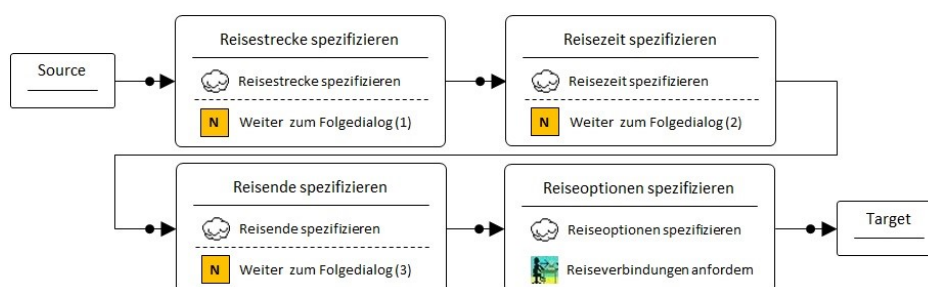 Source
Reisestrecke spezifizieren
Reisestrecke spezifizieren
N Weiter zum Folgedialog (1)
Reisezeit spezifizieren
Reisezeit spezifizieren
N Weiter zum Folgedialog (2)
Reisende spezifizieren
Reisende spezifizieren
N Weiter zum Folgedialog (3)
Reiseoptionen spezifizieren
Reiseoptionen spezifizieren
Reiseverbindungen anfordern
Target